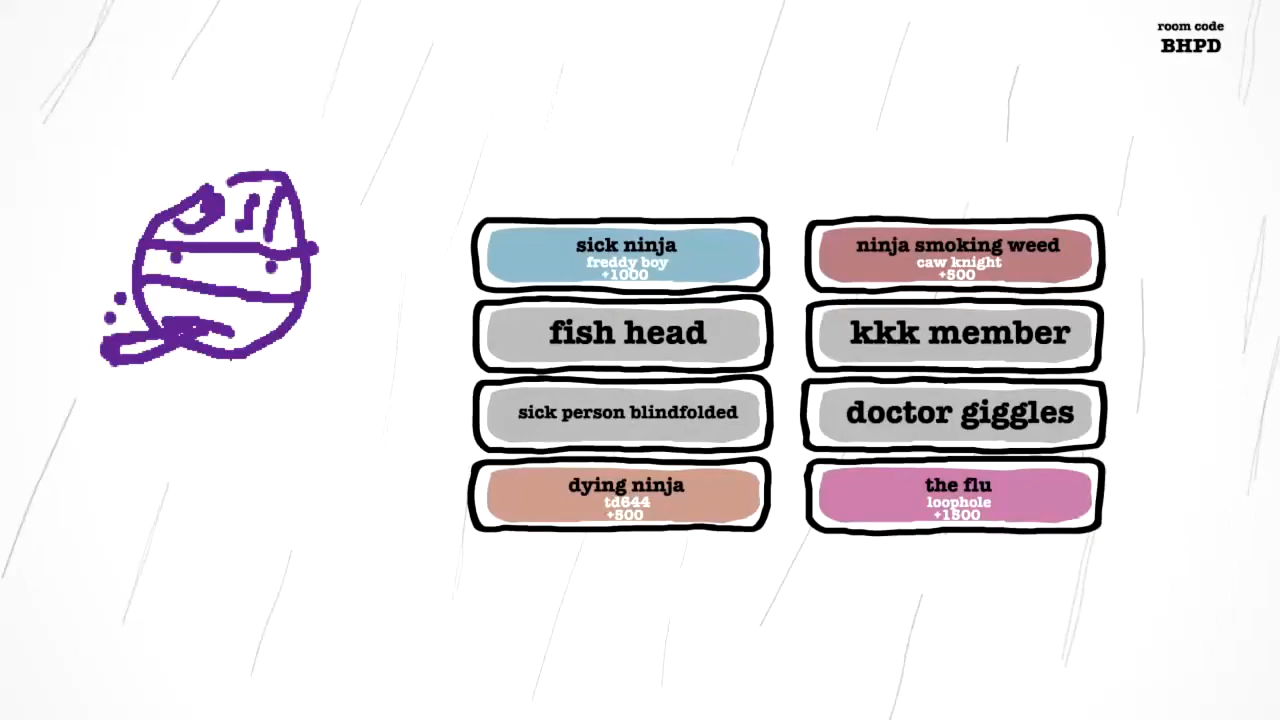 room code
BHPD
sick ninja
freddy boy
+1000
ninja smoking weed
caw knight
+500
fish head
kkk member
sick person blindfolded
doctor giggles
dying ninja
td644
+500
the flu
loophole
+1500